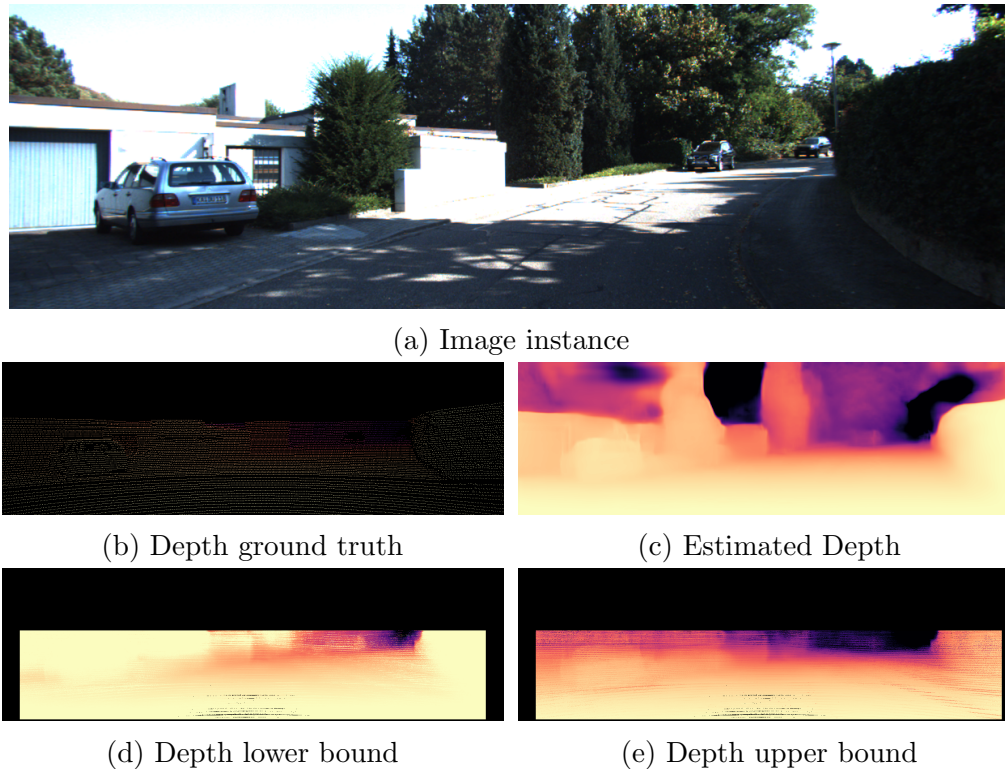 (a) Image instance
(b) Depth ground truth
(c) Estimated Depth
(d) Depth lower bound
(e) Depth upper bound